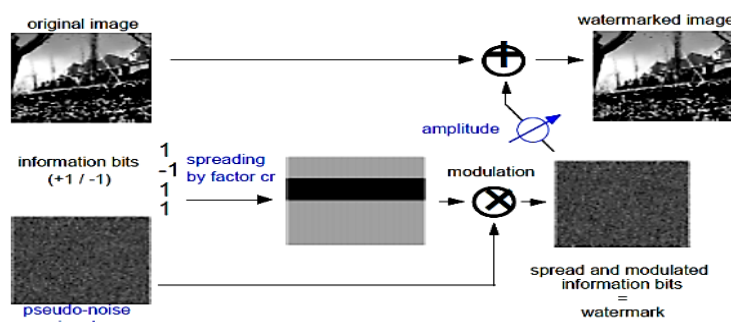 original image
watermarked image
amplitude
information bits
(+1 / -1)
1
-1
1
1
spreading
by factor cr
modulation
pseudo-noise
spread and modulated
information bits
=
watermark